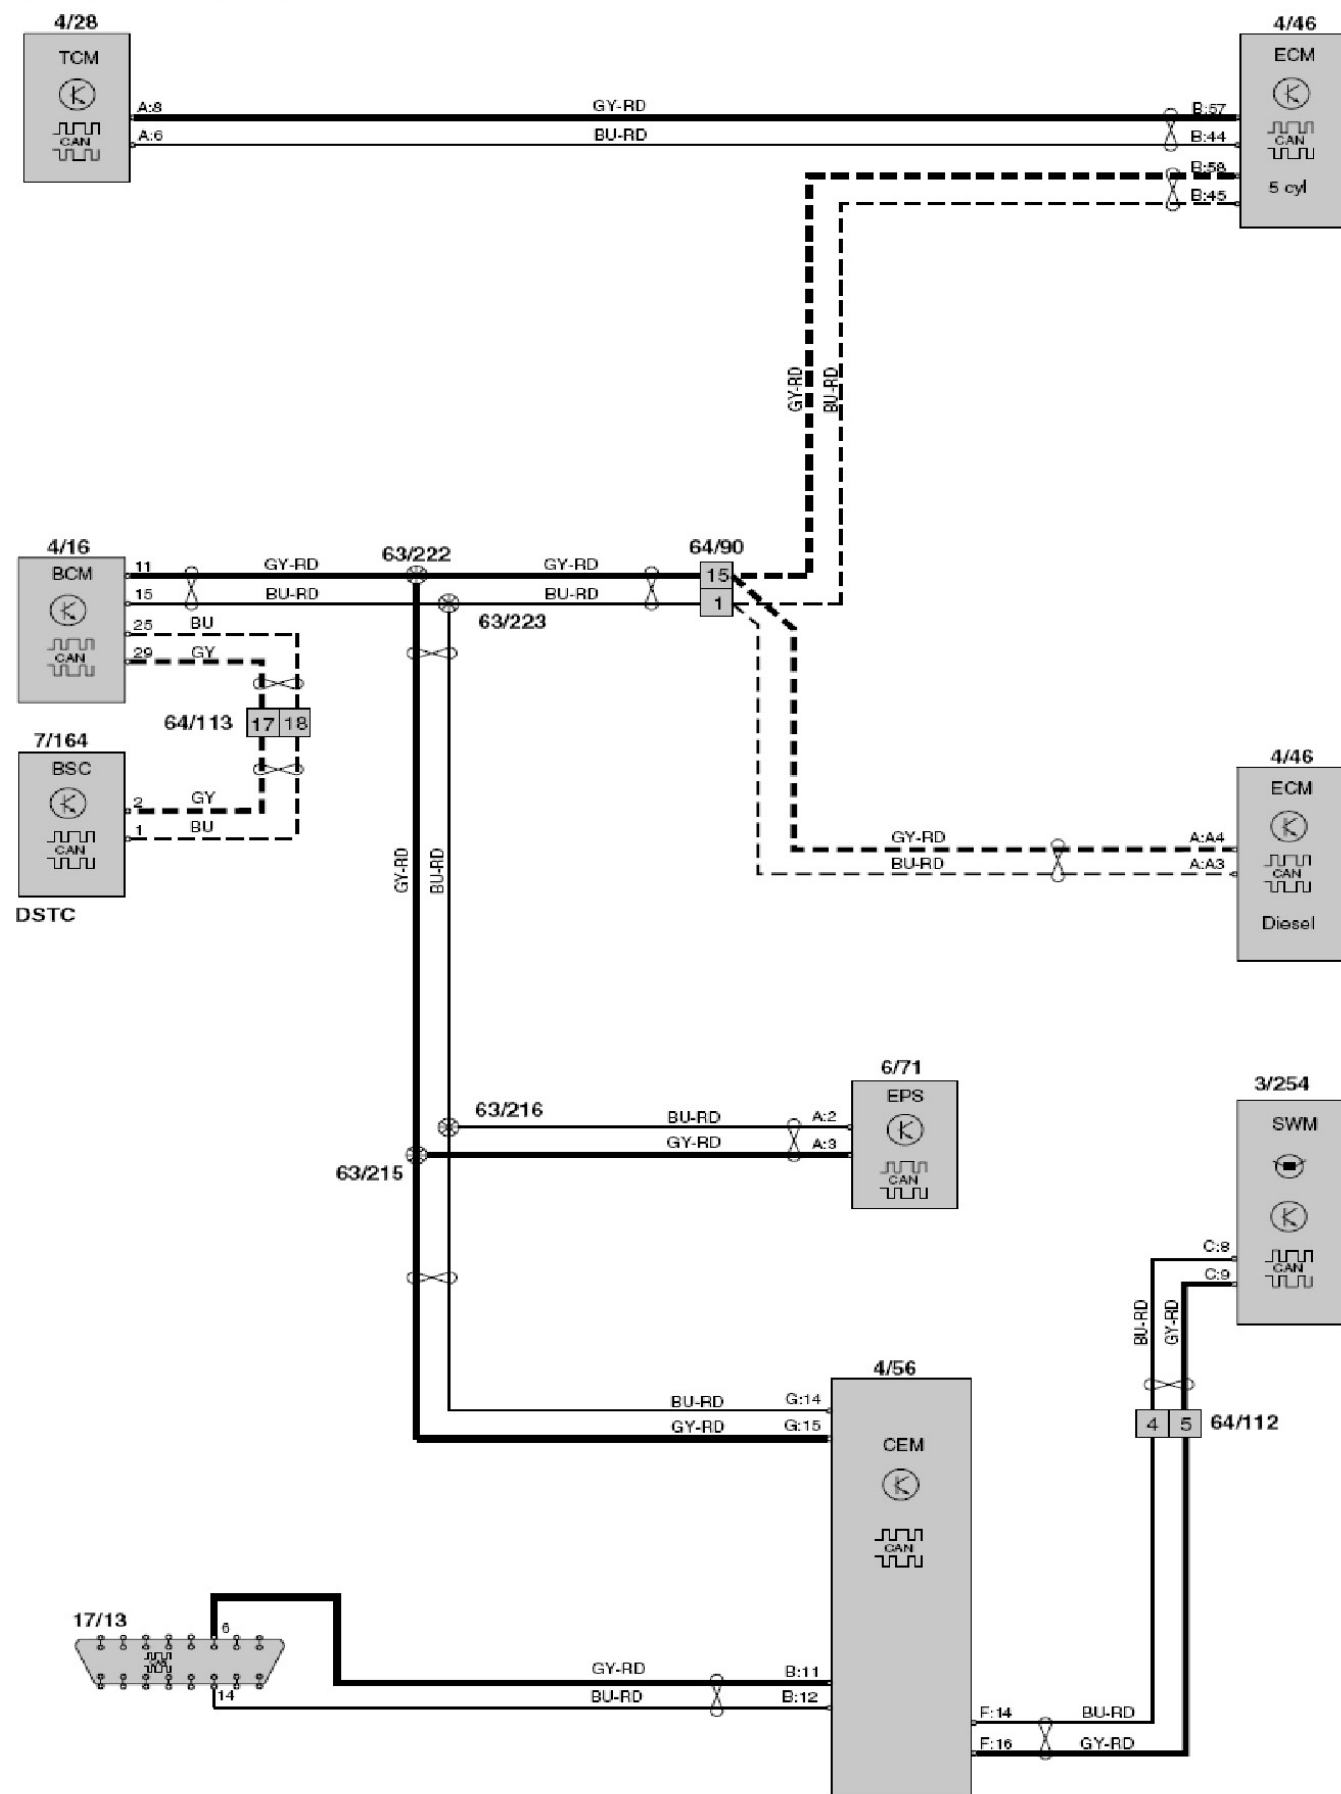 4/28
4/46
TCM
ECM
A:8
GY-RD
B:57
CAN
A:6
BU-RD
B:44
CAN
B:58
5 cyl
B:45
GY-RD
BU-RD
4/16
63/222
64/90
BCM
11
GY-RD
GY-RD
15
15
BU-RD
BU-RD
1
63/223
25
BU
CAN
29
GY
64/113
17
18
7/164
BSC
4/46
ECM
2
GY
1
BU
CAN
GY-RD
A:A4
BU-RD
A:A3
CAN
GY-RD
BU-RD
DSTC
Diesel
6/71
EPS
3/254
63/216
BU-RD
A:2
SWM
GY-RD
A:3
63/215
CAN
C:8
CAN
C:9
BU-RD
GY-RD
4/56
BU-RD
G:14
GY-RD
G:15
4
5
64/112
CEM
CAN
17/13
6
GY-RD
B:11
14
BU-RD
B:12
F:14
BU-RD
F:16
GY-RD